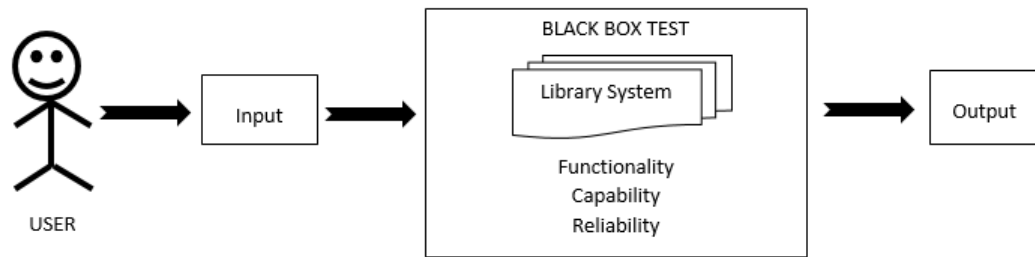 USER
Input
BLACK BOX TEST
Library System
Functionality
Capability
Reliability
Output